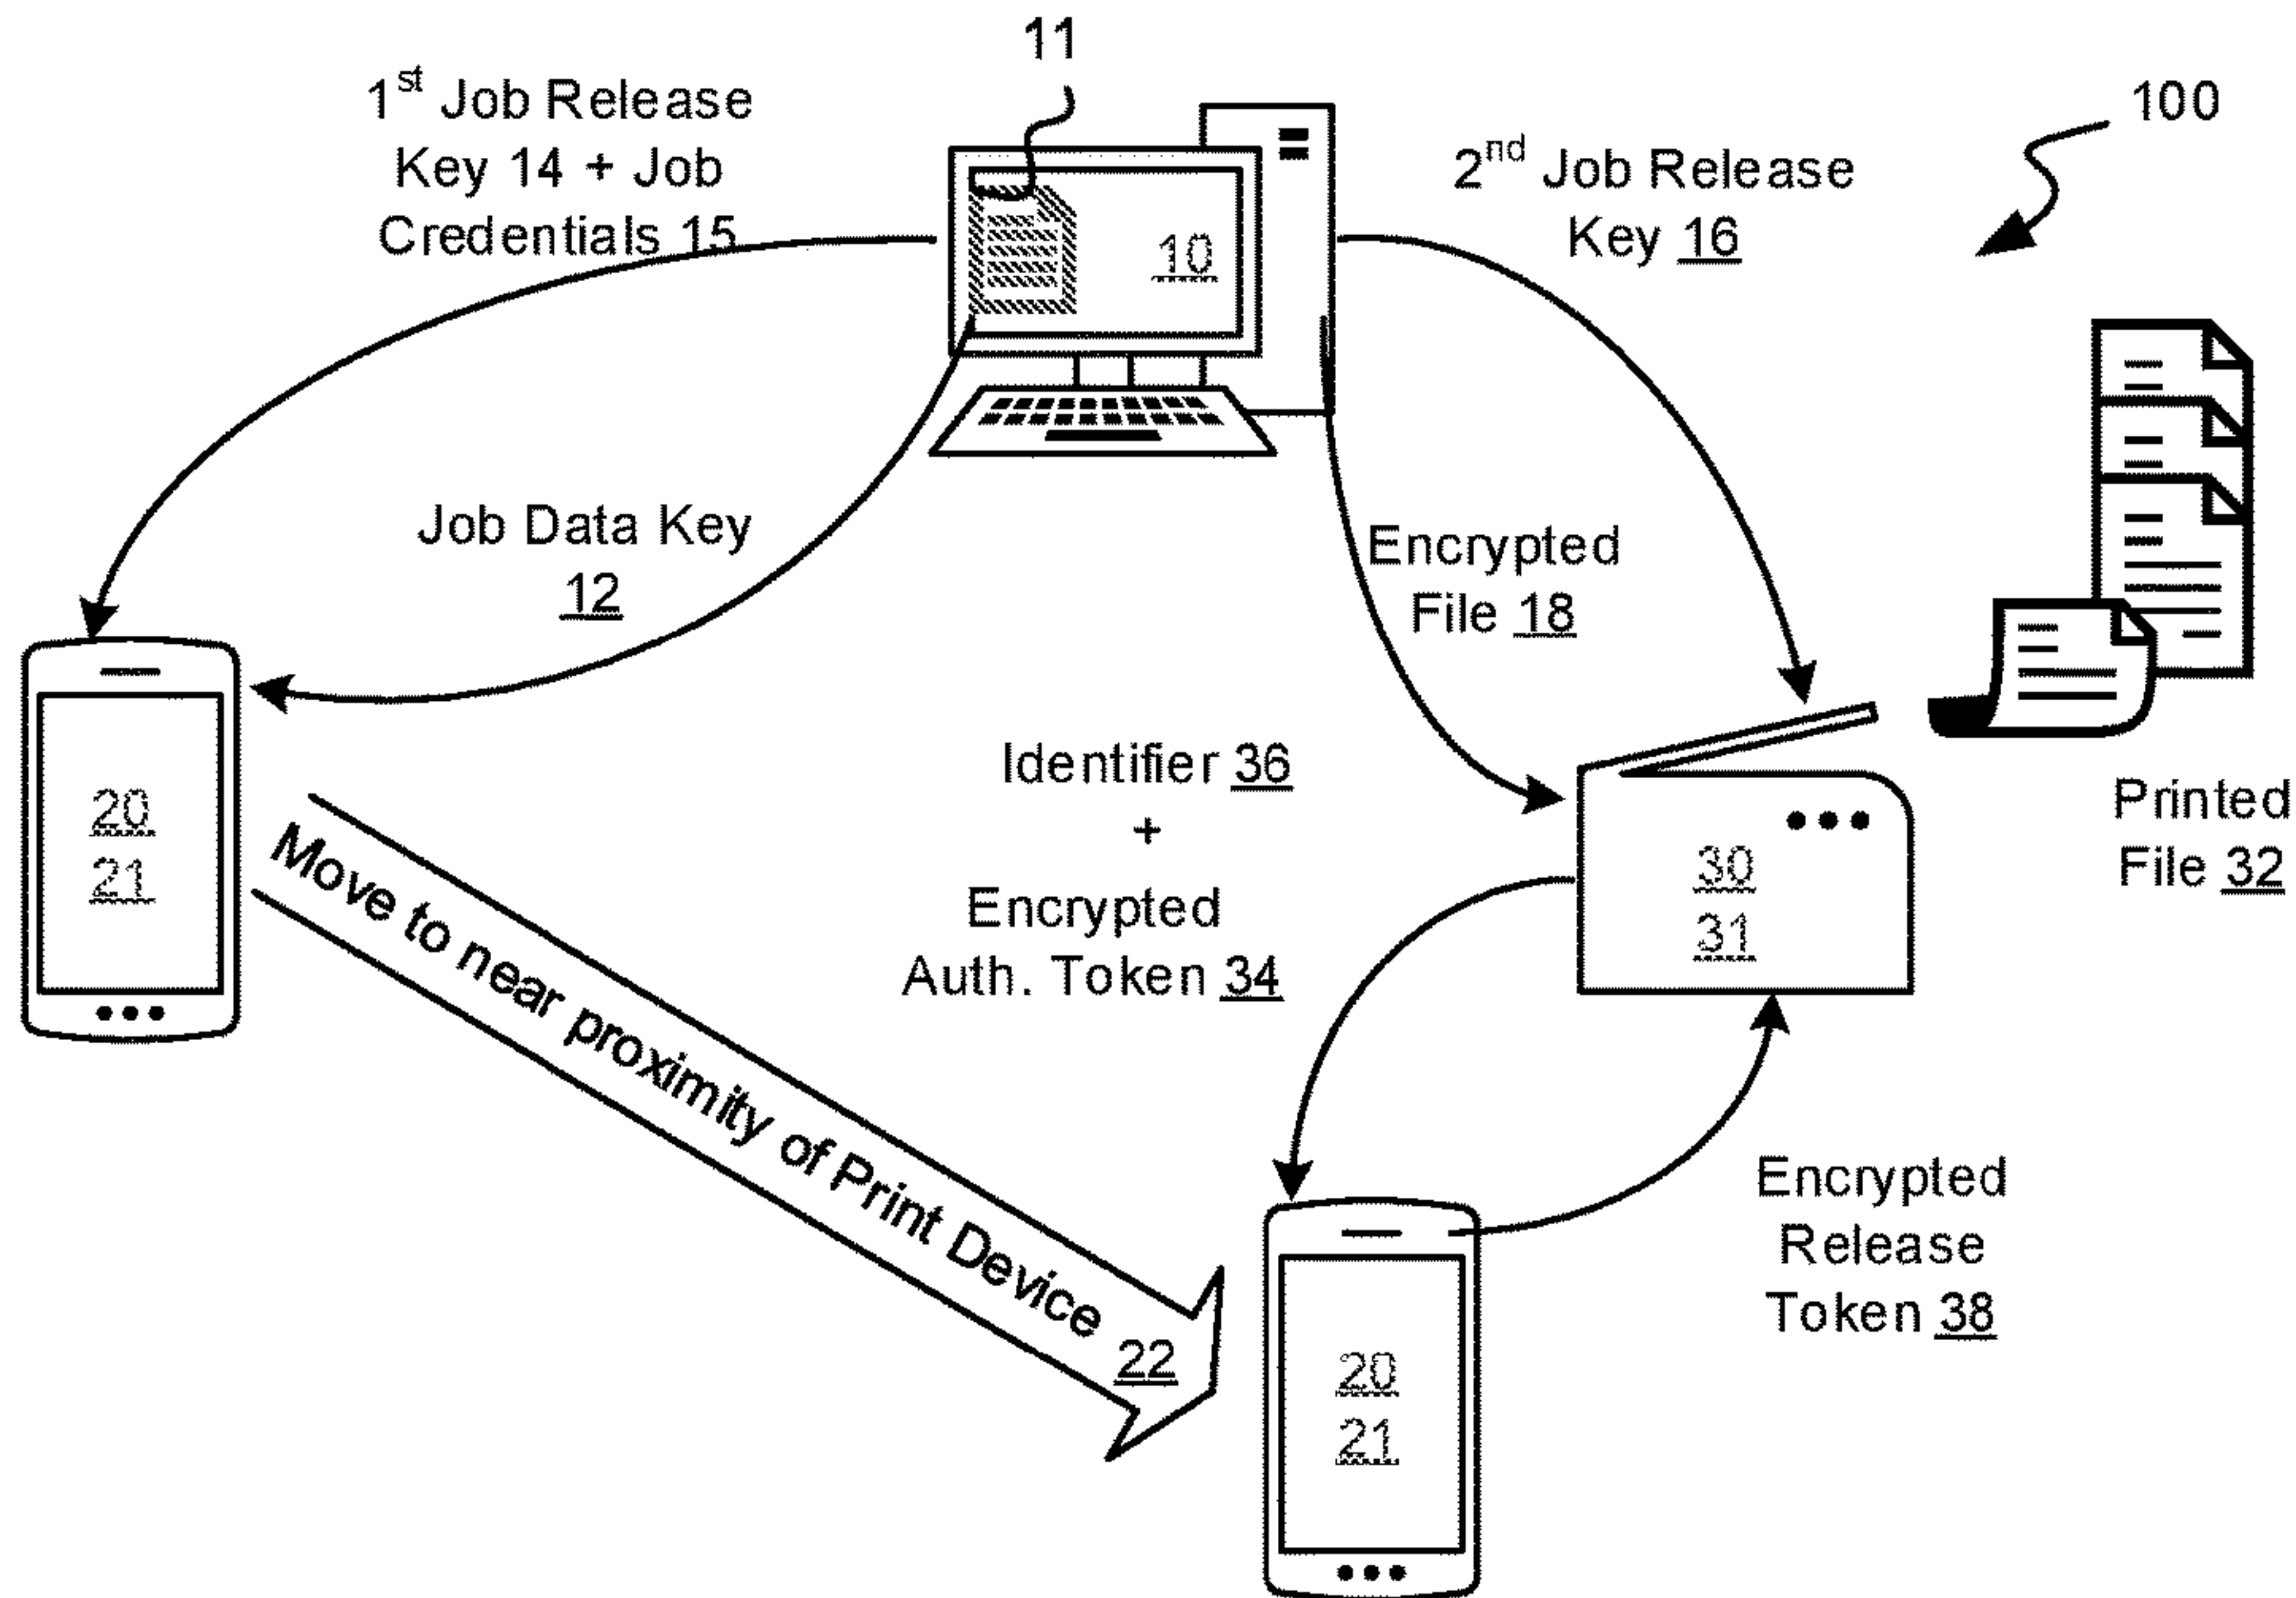 11
1st Job Release
Key 14 + Job
Credentials 15
100
2nd Job Release
Key 16
10
Job Data Key
12
Encrypted
File 18
Identifier 36
+
Encrypted
Auth. Token 34
Printed
File 32
20
21
30
31
Move to near proximity of Print Device 22
Encrypted
Release
Token 38
20
21